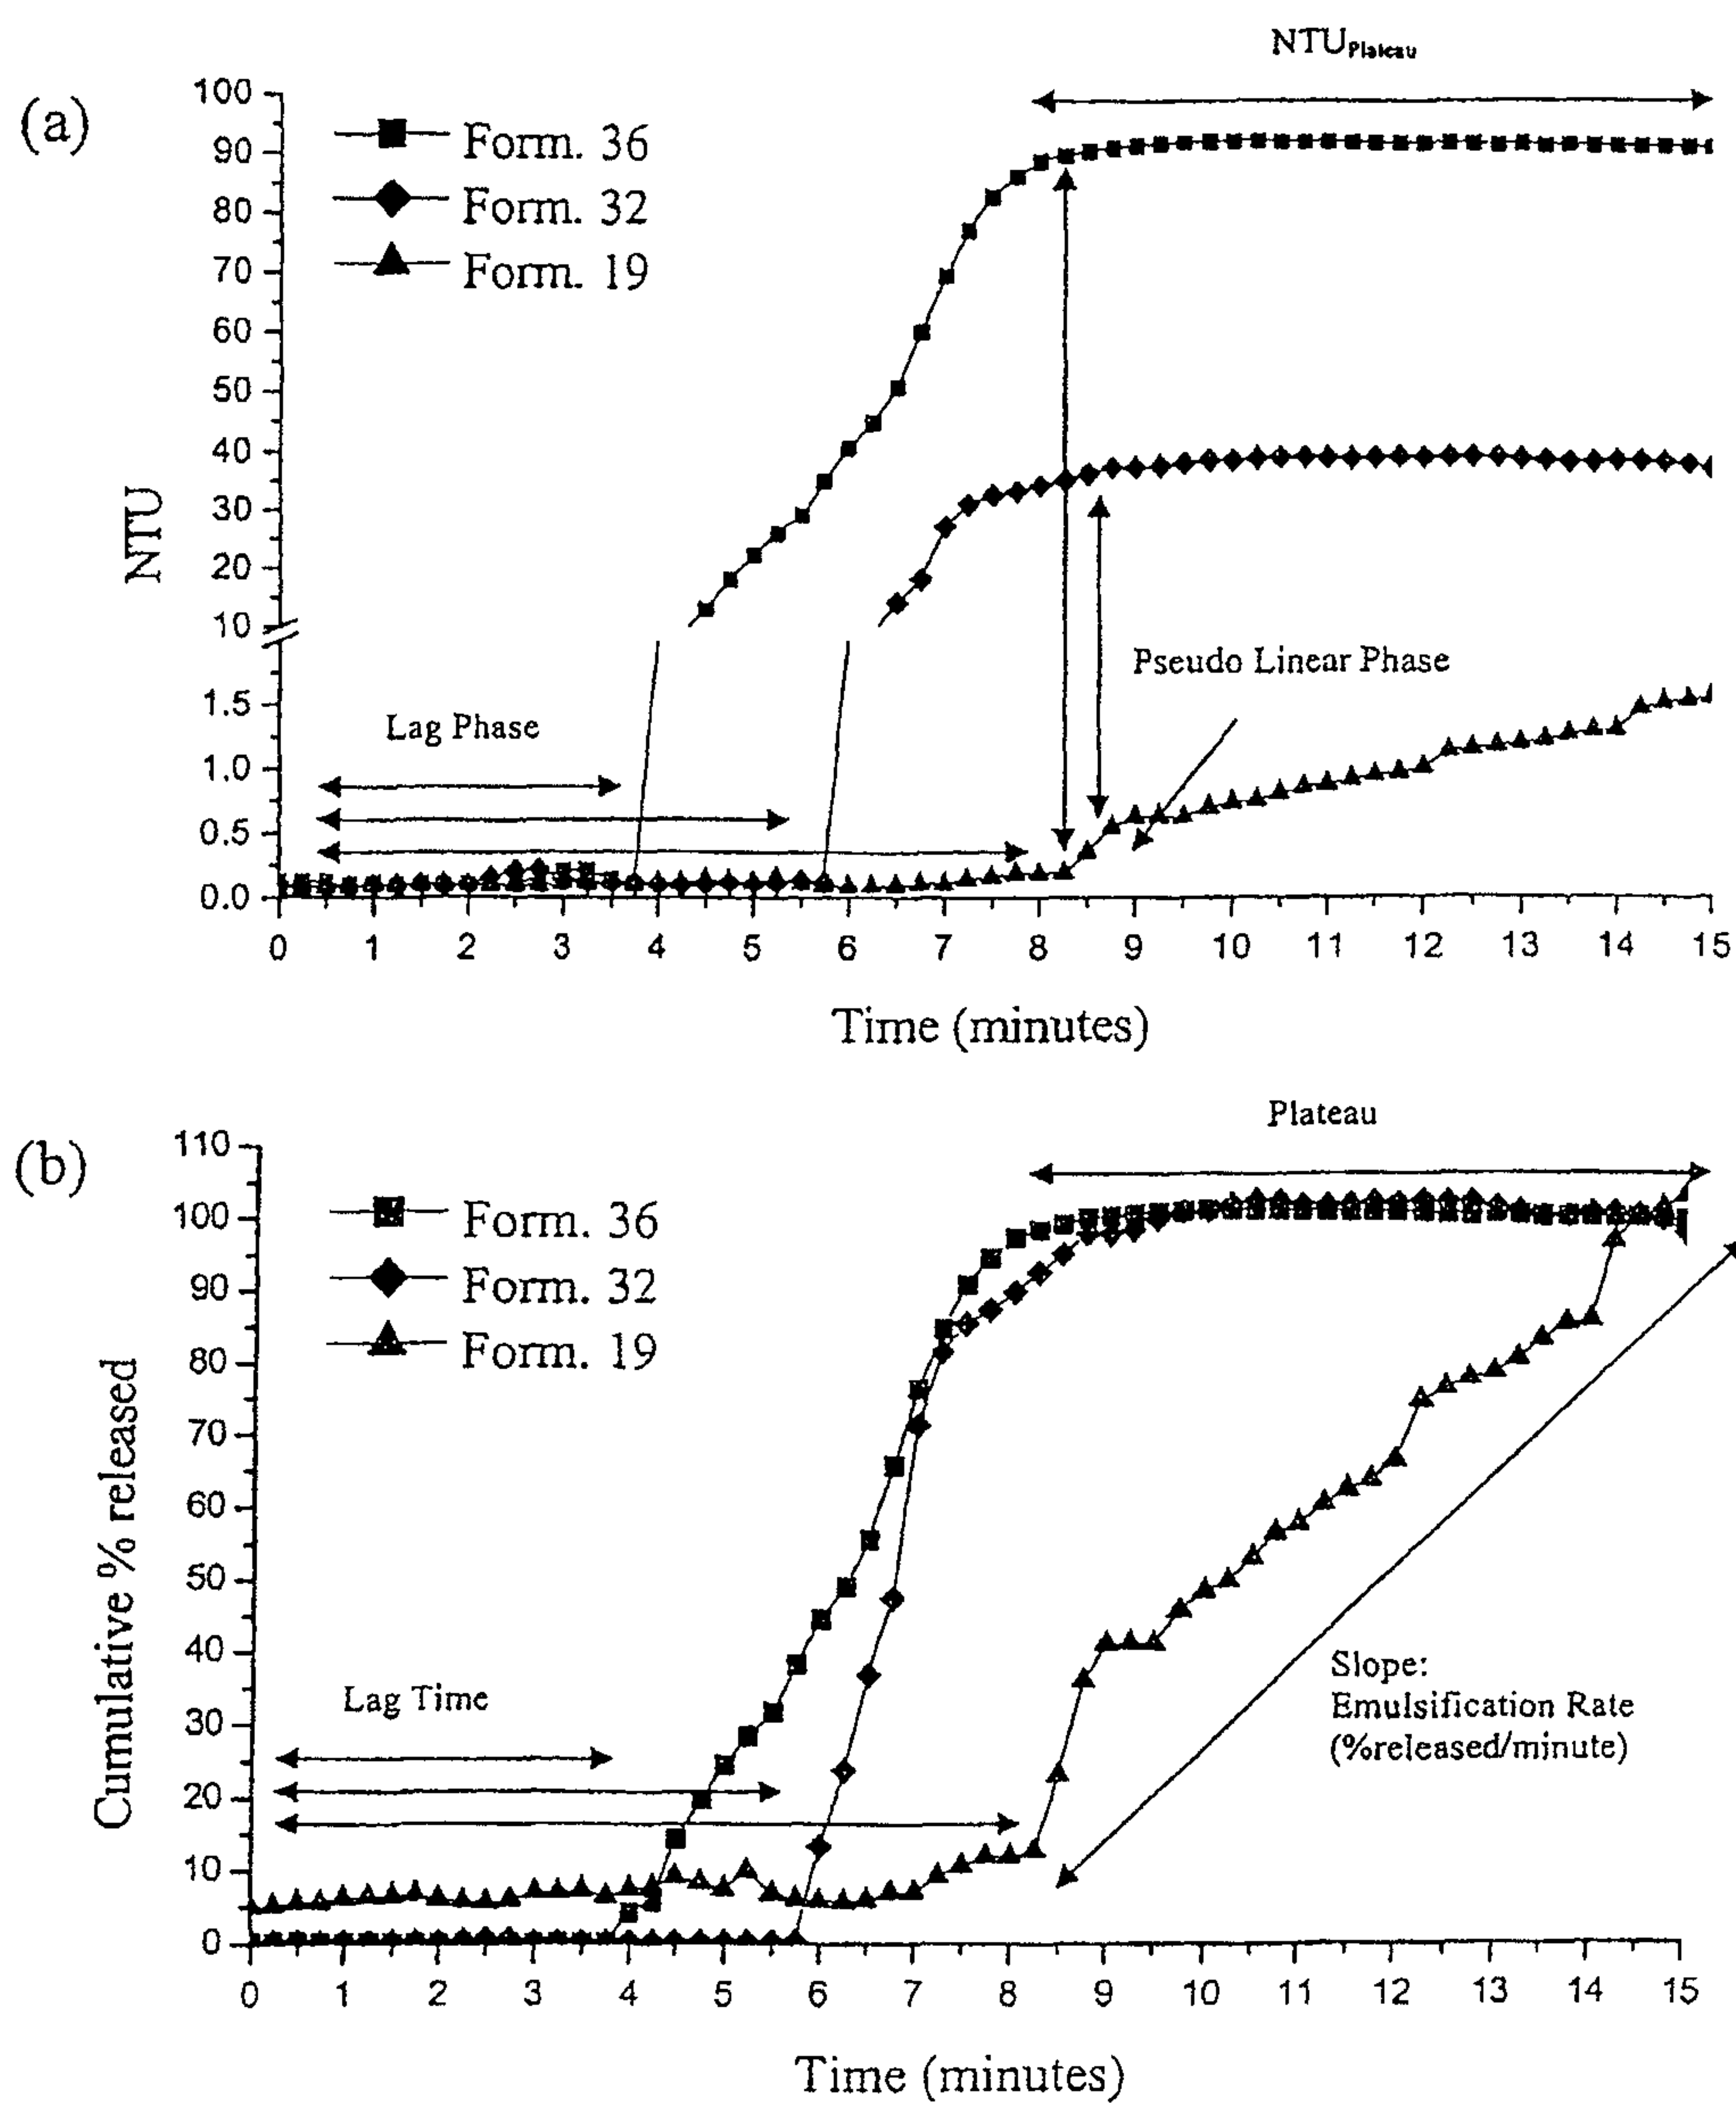 (a)
NTU Plateau
100
90
80
70
60
50
40
30
20
10
1.5
1.0
0.5
0.0
NTU
Form. 36
Form. 32
Form. 19
Lag Phase
Pseudo Linear Phase
0 1 2 3 4 5 6 7 8 9 10 11 12 13 14 15
Time (minutes)
(b)
Plateau
110
100
90
80
70
60
50
40
30
20
10
0
Cumulative % released
Form. 36
Form. 32
Form. 19
Lag Time
Slope:
Emulsification Rate
(%released/minute)
0 1 2 3 4 5 6 7 8 9 10 11 12 13 14 15
Time (minutes)